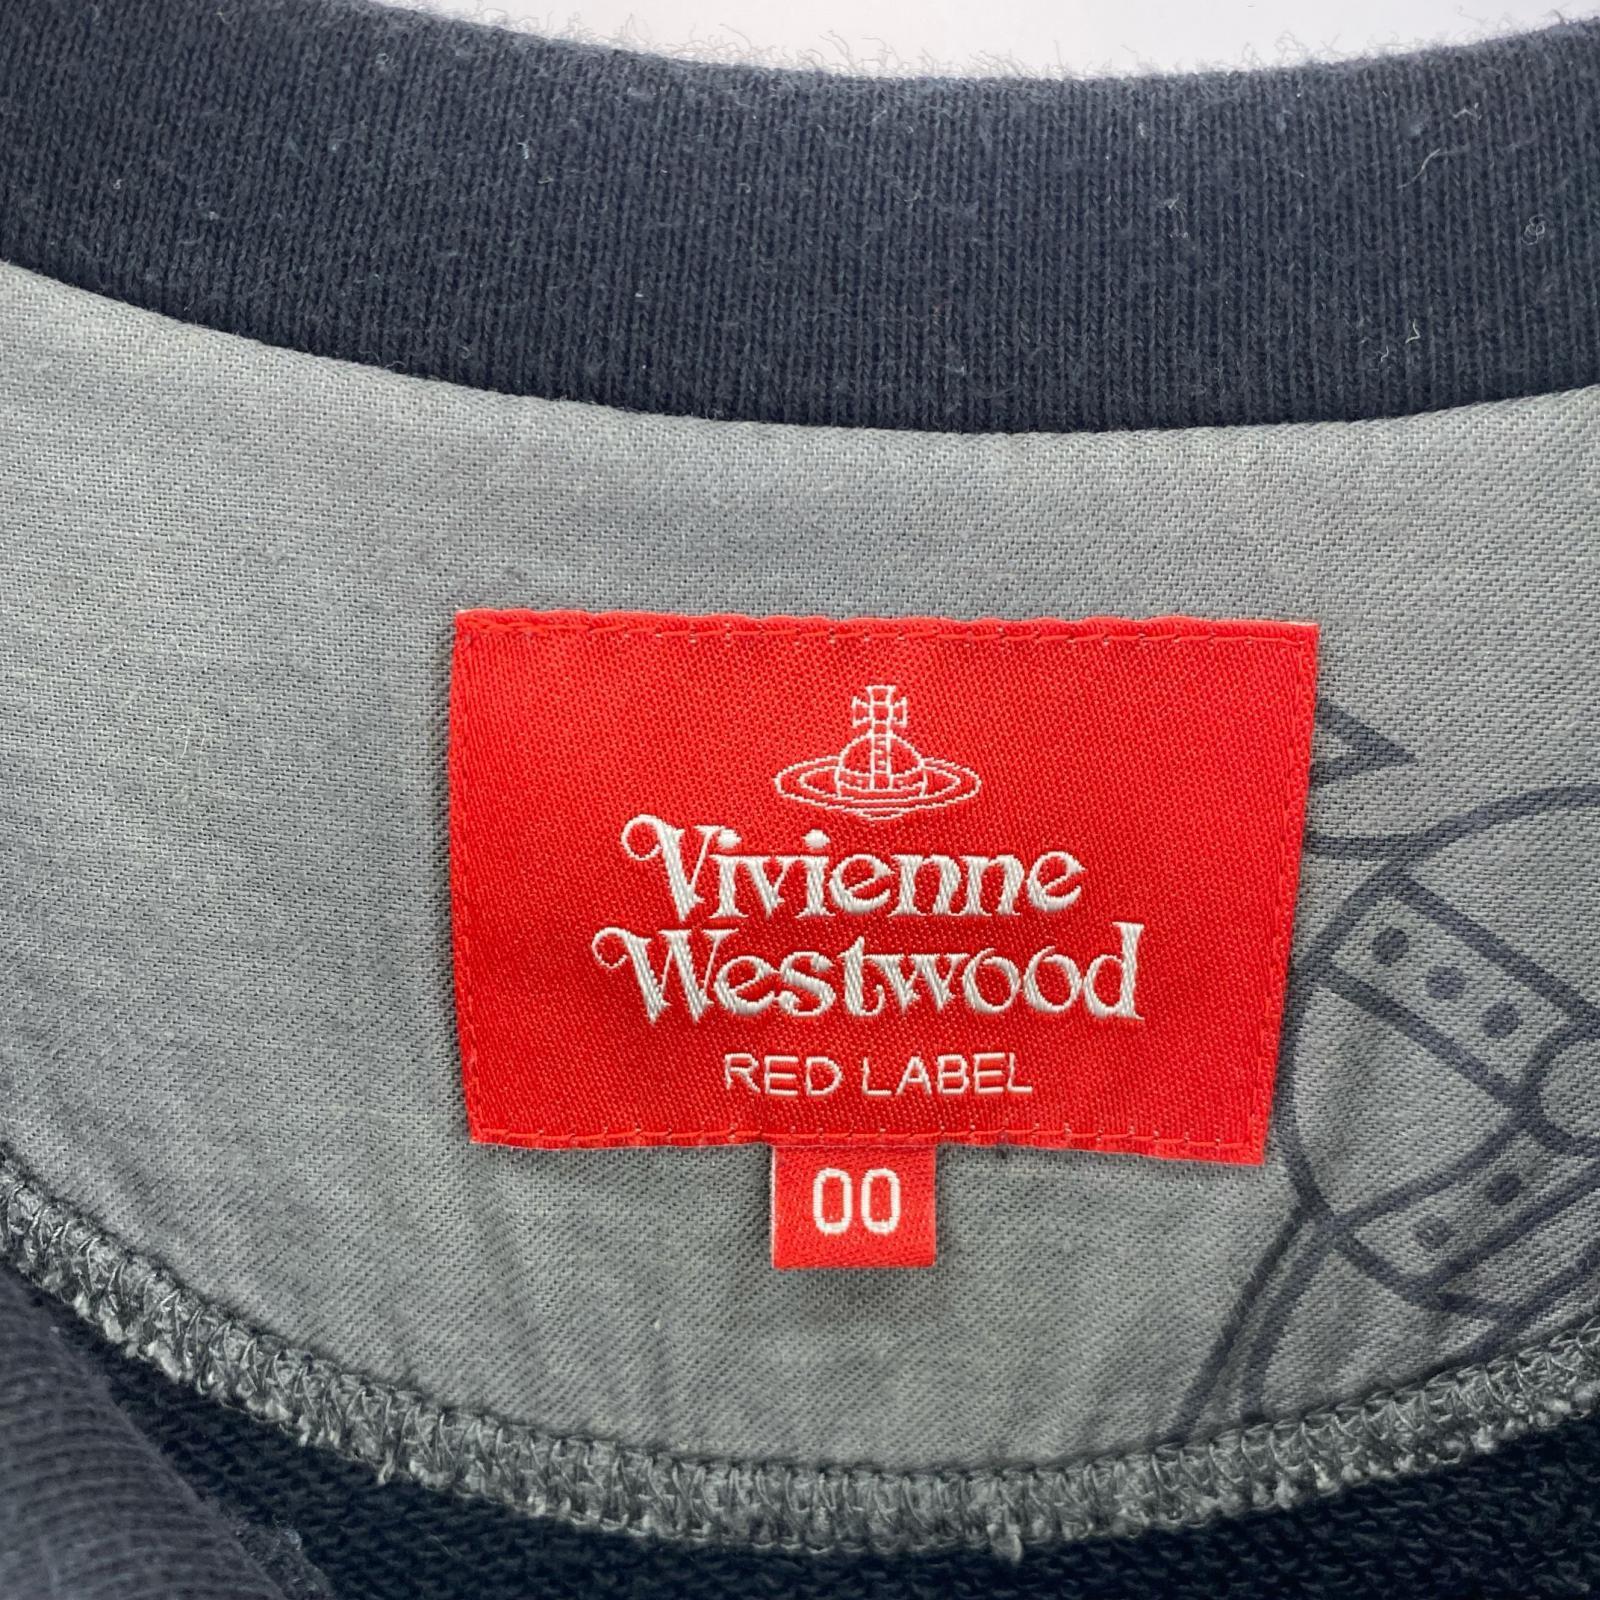 Vivienne
Westwood
RED LABEL
00